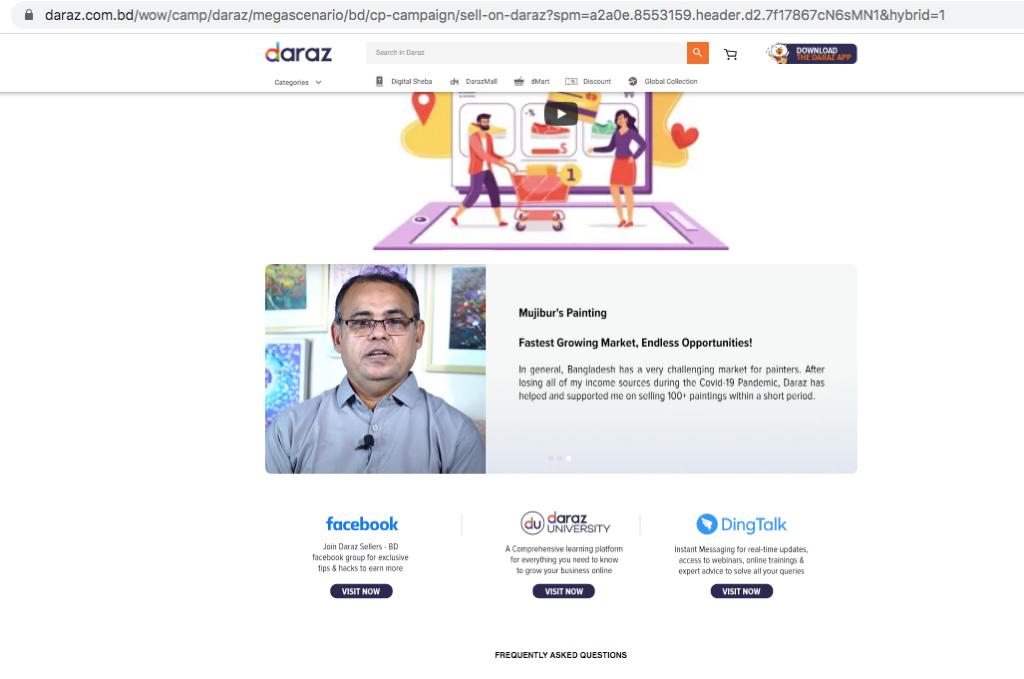 daraz.com.bd/wow/camp/daraz/megascenario/bd/cp-campaign/sell-on-daraz?spm=a2a0e.8553159.header.d2.7f17867cN6sMN1&hybrid=1
daraz
Search in Daraz
DOWNLOAD
THE DARAZ APP
Categories
Digital Sheba
DarazMall
dMart
Discount
Global Collection
-%
$
1
Mujibur's Painting
Fastest Growing Market, Endless Opportunities!
In general, Bangladesh has a very challenging market for painters. After
losing all of my income sources during the Covid-19 Pandemic, Daraz has
helped and supported me on selling 100+ paintings within a short period.
facebook
Join Daraz Sellers - BD
facebook group for exclusive
tips & hacks to earn more
VISIT NOW
du daraz
UNIVERSITY
A Comprehensive learning platform
for everything you need to know
to grow your business online
VISIT NOW
DingTalk
Instant Messaging for real-time updates,
access to webinars, online trainings &
expert advice to solve all your queries
VISIT NOW
FREQUENTLY ASKED QUESTIONS